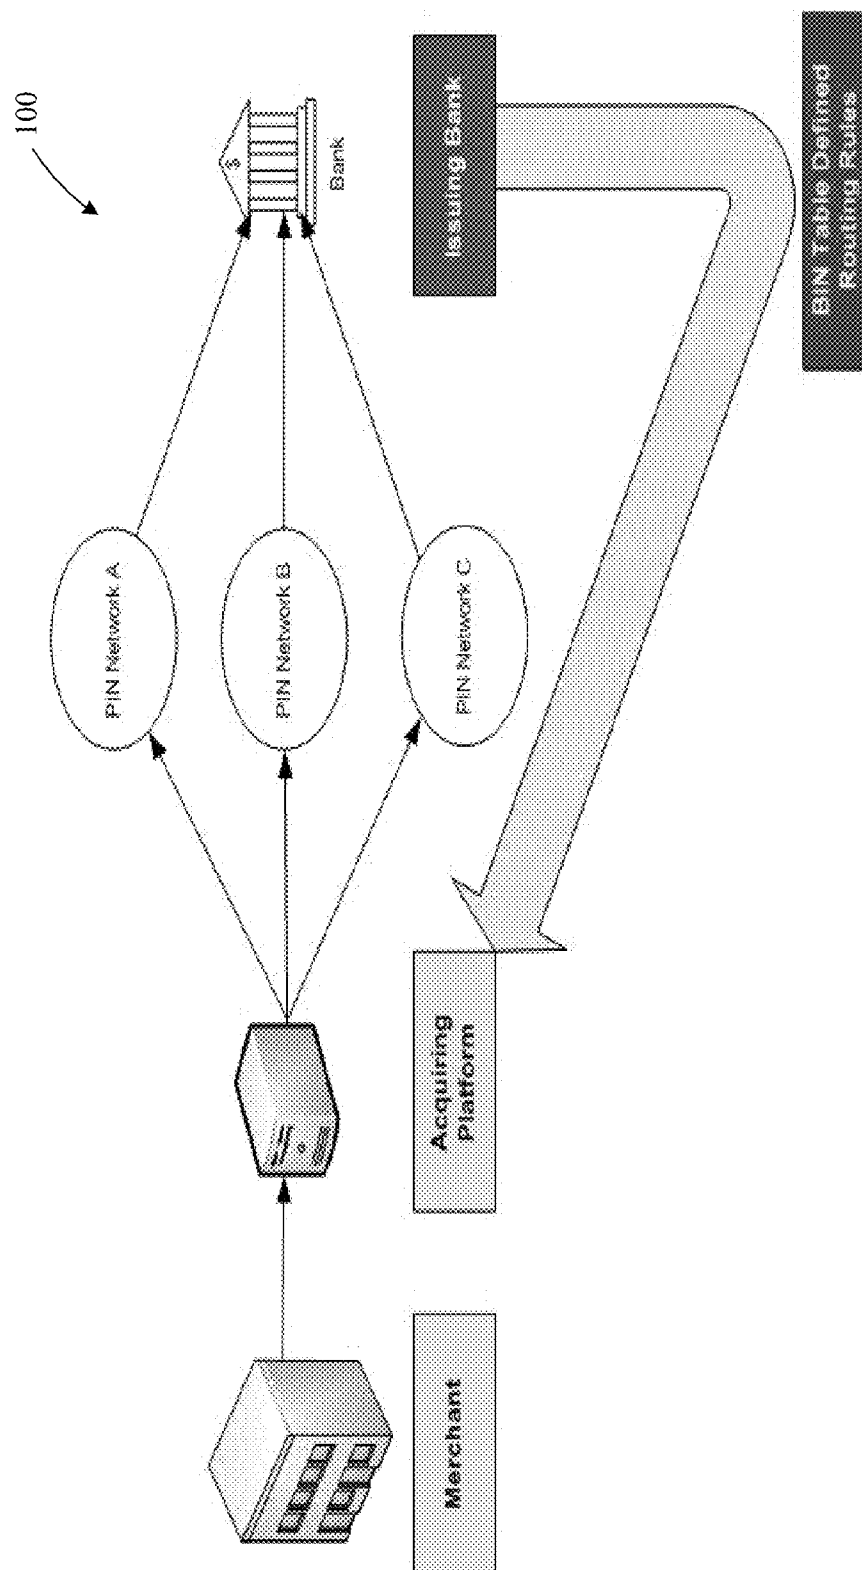 100
Bank
PIN Network A
PIN Network B
PIN Network C
Merchant
Acquiring
Platform
Issuing Bank
BIN Table Defined
Routing Rules